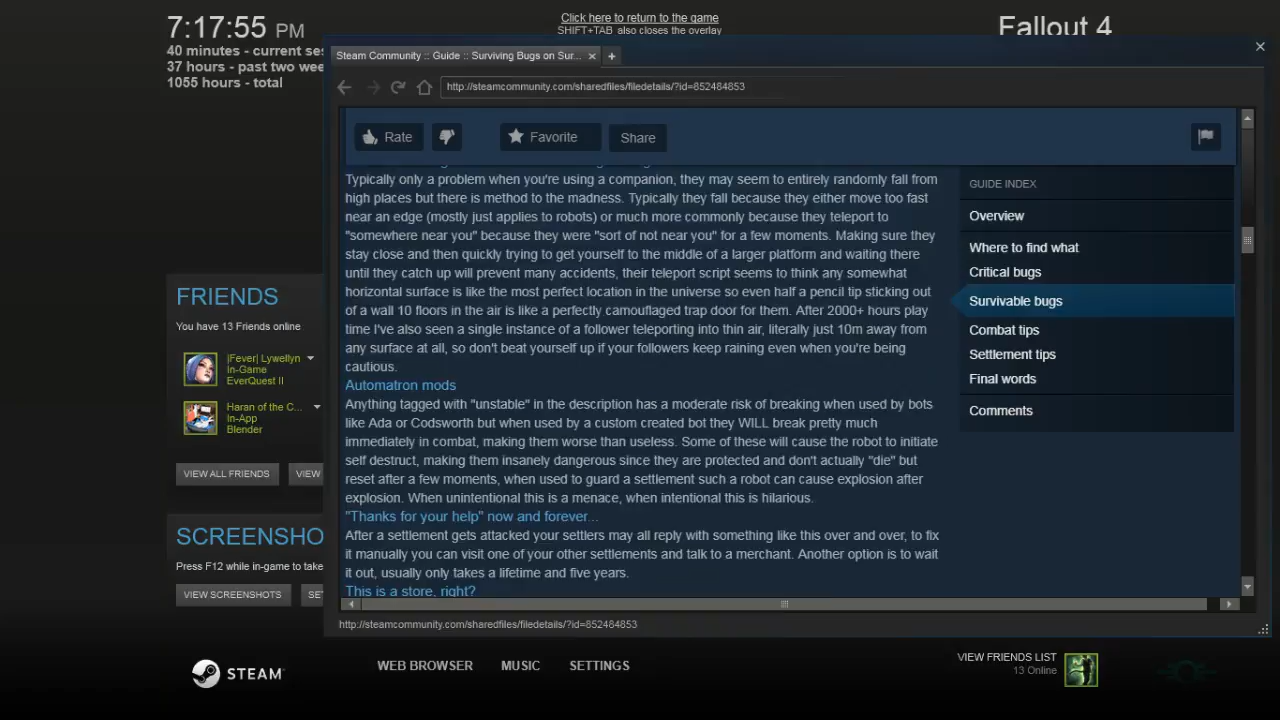 7:17:55 PM
40 minutes - current ses
37 hours - past two wee
1055 hours - total
Click here to return to the game
SHIFT+TAB also closes the overlay
Fallout 4
Steam Community :: Guide :: Surviving Bugs on Sur...
http://steamcommunity.com/sharedfiles/filedetails/?id=852484853
Rate
Favorite
Share
Typically only a problem when you're using a companion, they may seem to entirely randomly fall from
high places but there is method to the madness. Typically they fall because they either move too fast
near an edge (mostly just applies to robots) or much more commonly because they teleport to
"somewhere near you" because they were "sort of not near you" for a few moments. Making sure they
stay close and then quickly trying to get yourself to the middle of a larger platform and waiting there
until they catch up will prevent many accidents, their teleport script seems to think any somewhat
horizontal surface is like the most perfect location in the universe so even half a pencil tip sticking out
of a wall 10 floors in the air is like a perfectly camouflaged trap door for them. After 2000+ hours play
time I've also seen a single instance of a follower teleporting into thin air, literally just 10m away from
any surface at all, so don't beat yourself up if your followers keep raining even when you're being
cautious.
Automatron mods
Anything tagged with "unstable" in the description has a moderate risk of breaking when used by bots
like Ada or Codsworth but when used by a custom created bot they WILL break pretty much
immediately in combat, making them worse than useless. Some of these will cause the robot to initiate
self destruct, making them insanely dangerous since they are protected and don't actually "die" but
reset after a few moments, when used to guard a settlement such a robot can cause explosion after
explosion. When unintentional this is a menace, when intentional this is hilarious.
"Thanks for your help" now and forever...
After a settlement gets attacked your settlers may all reply with something like this over and over, to fix
it manually you can visit one of your other settlements and talk to a merchant. Another option is to wait
it out, usually only takes a lifetime and five years.
This is a store, right?
GUIDE INDEX
Overview
Where to find what
Critical bugs
Survivable bugs
Combat tips
Settlement tips
Final words
Comments
FRIENDS
You have 13 Friends online
|Fever| Lywellyn
In-Game
EverQuest II
Haran of the C...
In-App
Blender
VIEW ALL FRIENDS
VIEW
SCREENSHO
Press F12 while in-game to take
VIEW SCREENSHOTS
SE
http://steamcommunity.com/sharedfiles/filedetails/?id=852484853
STEAM
WEB BROWSER
MUSIC
SETTINGS
VIEW FRIENDS LIST
13 Online